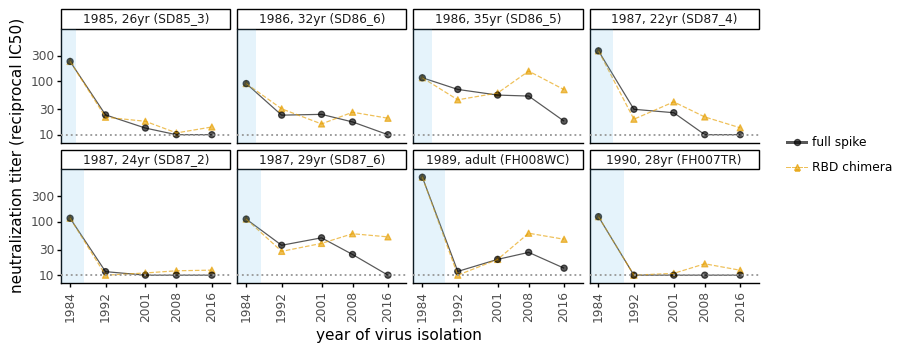 1985, 26yr (SD85_3)
1986, 32yr (SD86_6)
1986, 35yr (SD86_5)
1987, 22yr (SD87_4)
300
100
30
10
1987, 24yr (SD87_2)
1987, 29yr (SD87_6)
1989, adult (FH008WC)
1990, 28yr (FH007TR)
300
100
30
10
1984 1992 2001 2008 2016
1984 1992 2001 2008 2016
1984 1992 2001 2008 2016
1984 1992 2001 2008 2016
year of virus isolation
neutralization titer (reciprocal IC50)
full spike
RBD chimera